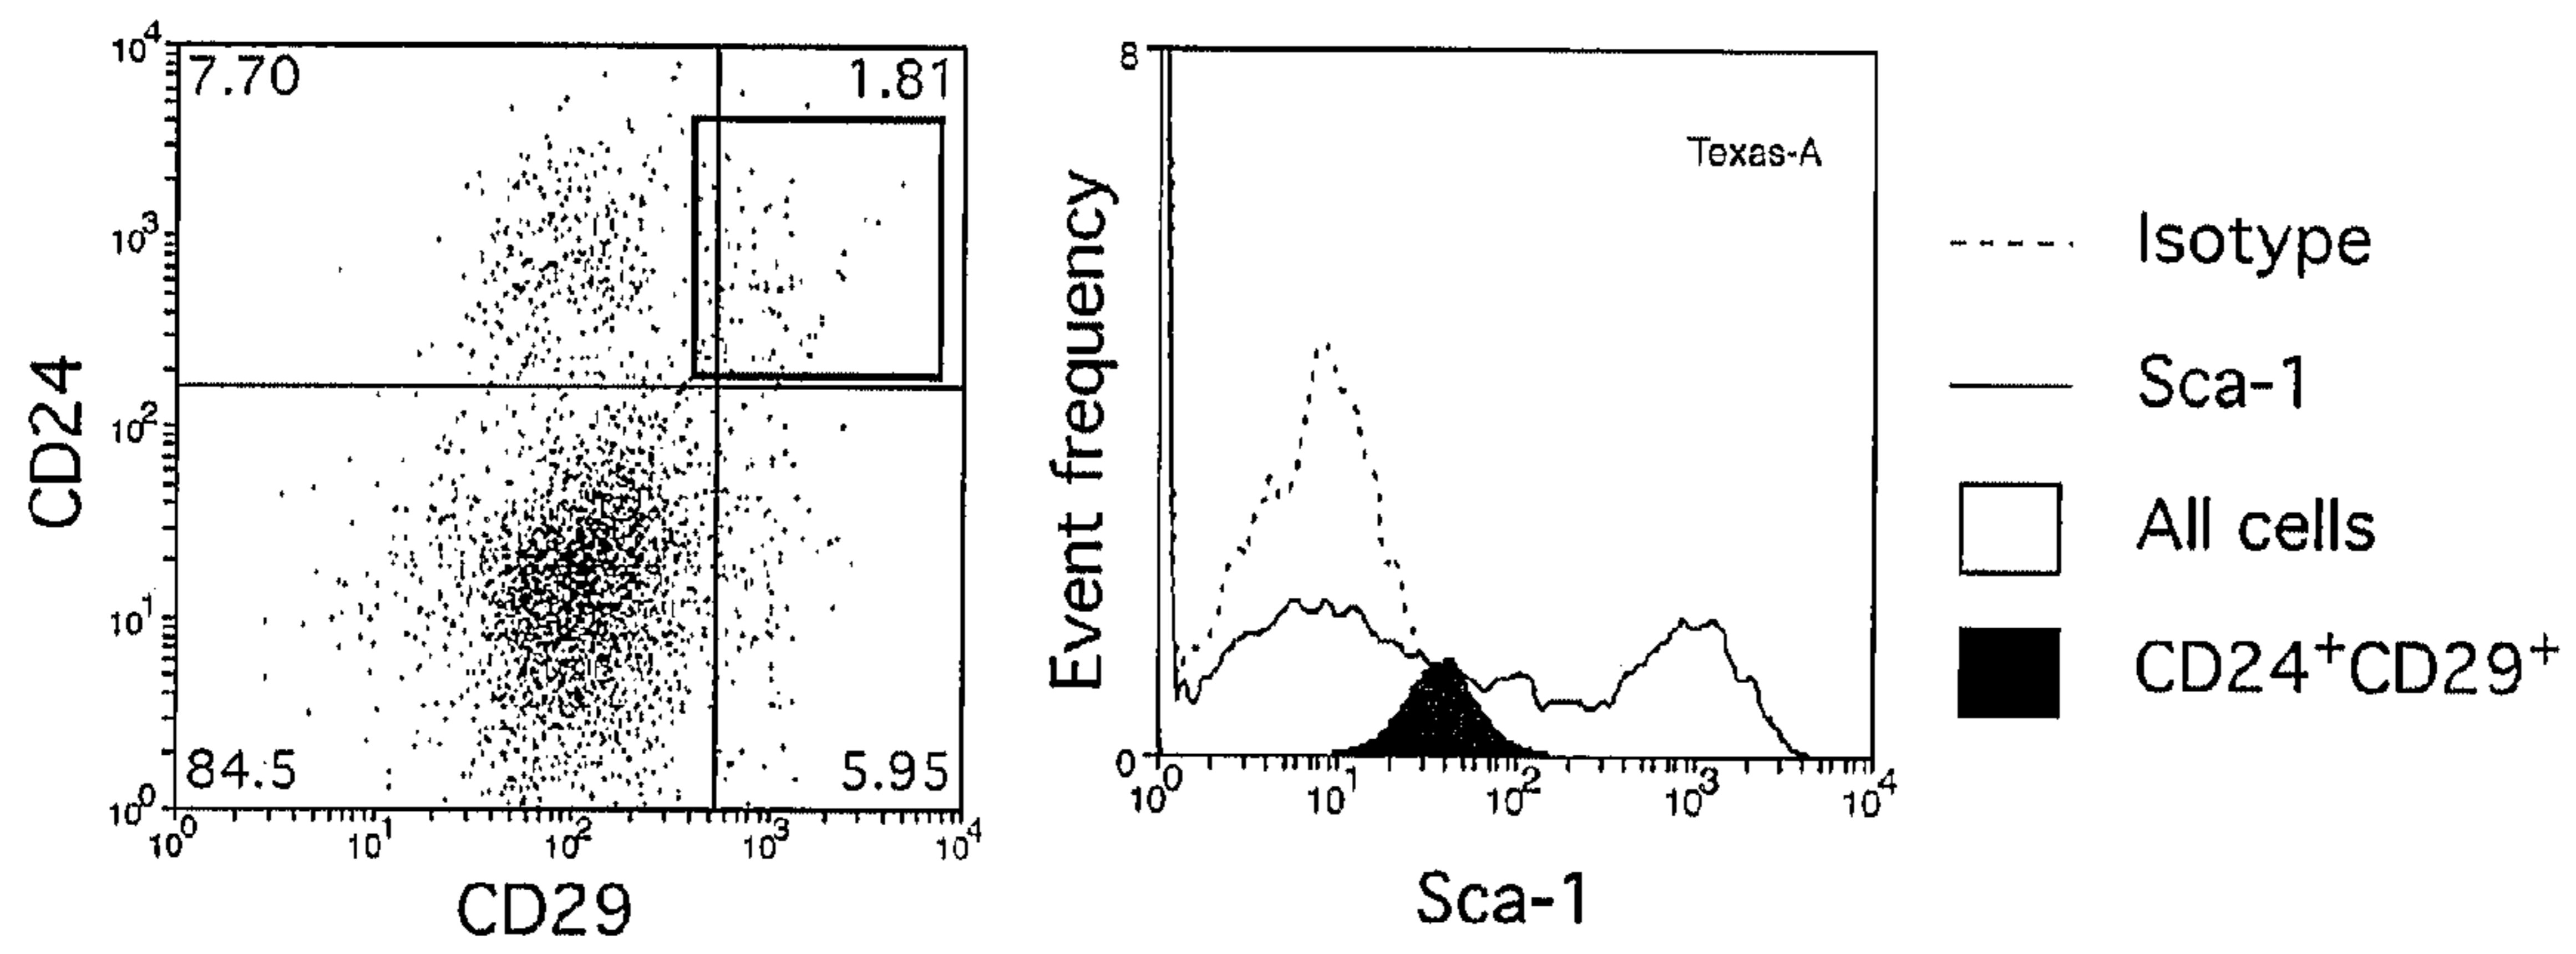 10⁴
7.70
1.81
10³
CD24
10²
10¹
84.5
5.95
10⁰
10⁰ 10¹ 10² 10³ 10⁴
CD29
8
Texas-A
Event frequency
0
10⁰ 10¹ 10² 10³ 10⁴
Sca-1
Isotype
Sca-1
All cells
CD24⁺CD29⁺